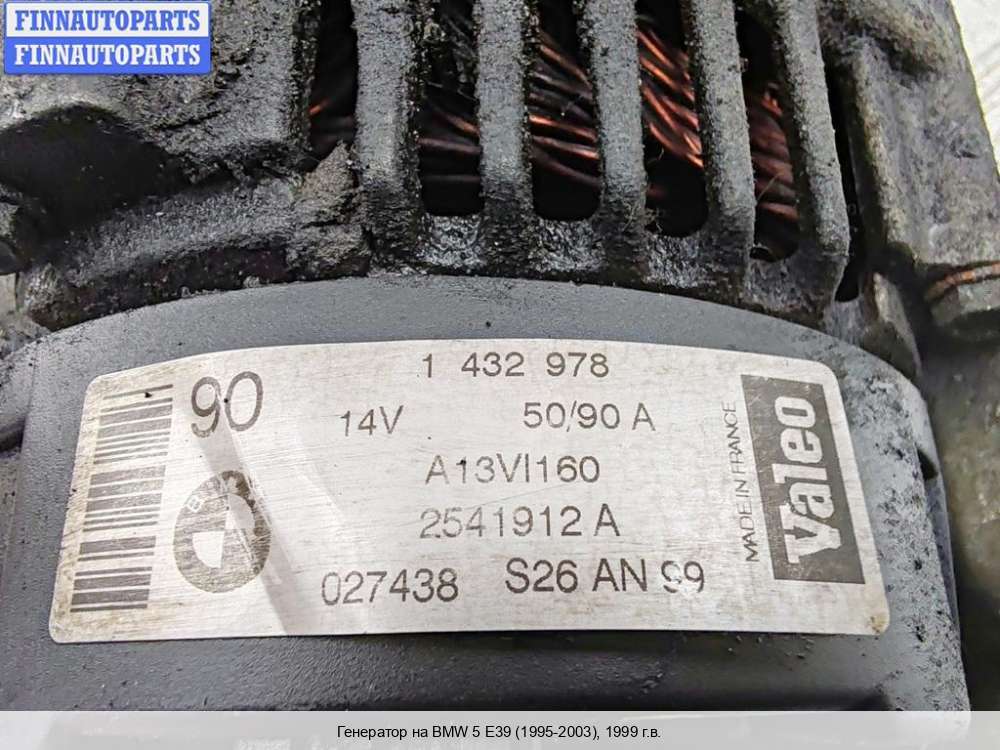 FINNAUTOPARTS
FINNAUTOPARTS
90
1 432 978
14V 50/90 A
A13VI160
2541912 A
027438 S26 AN 99
MADE IN FRANCE
Valeo
Генератор на BMW 5 E39 (1995-2003), 1999 г.в.